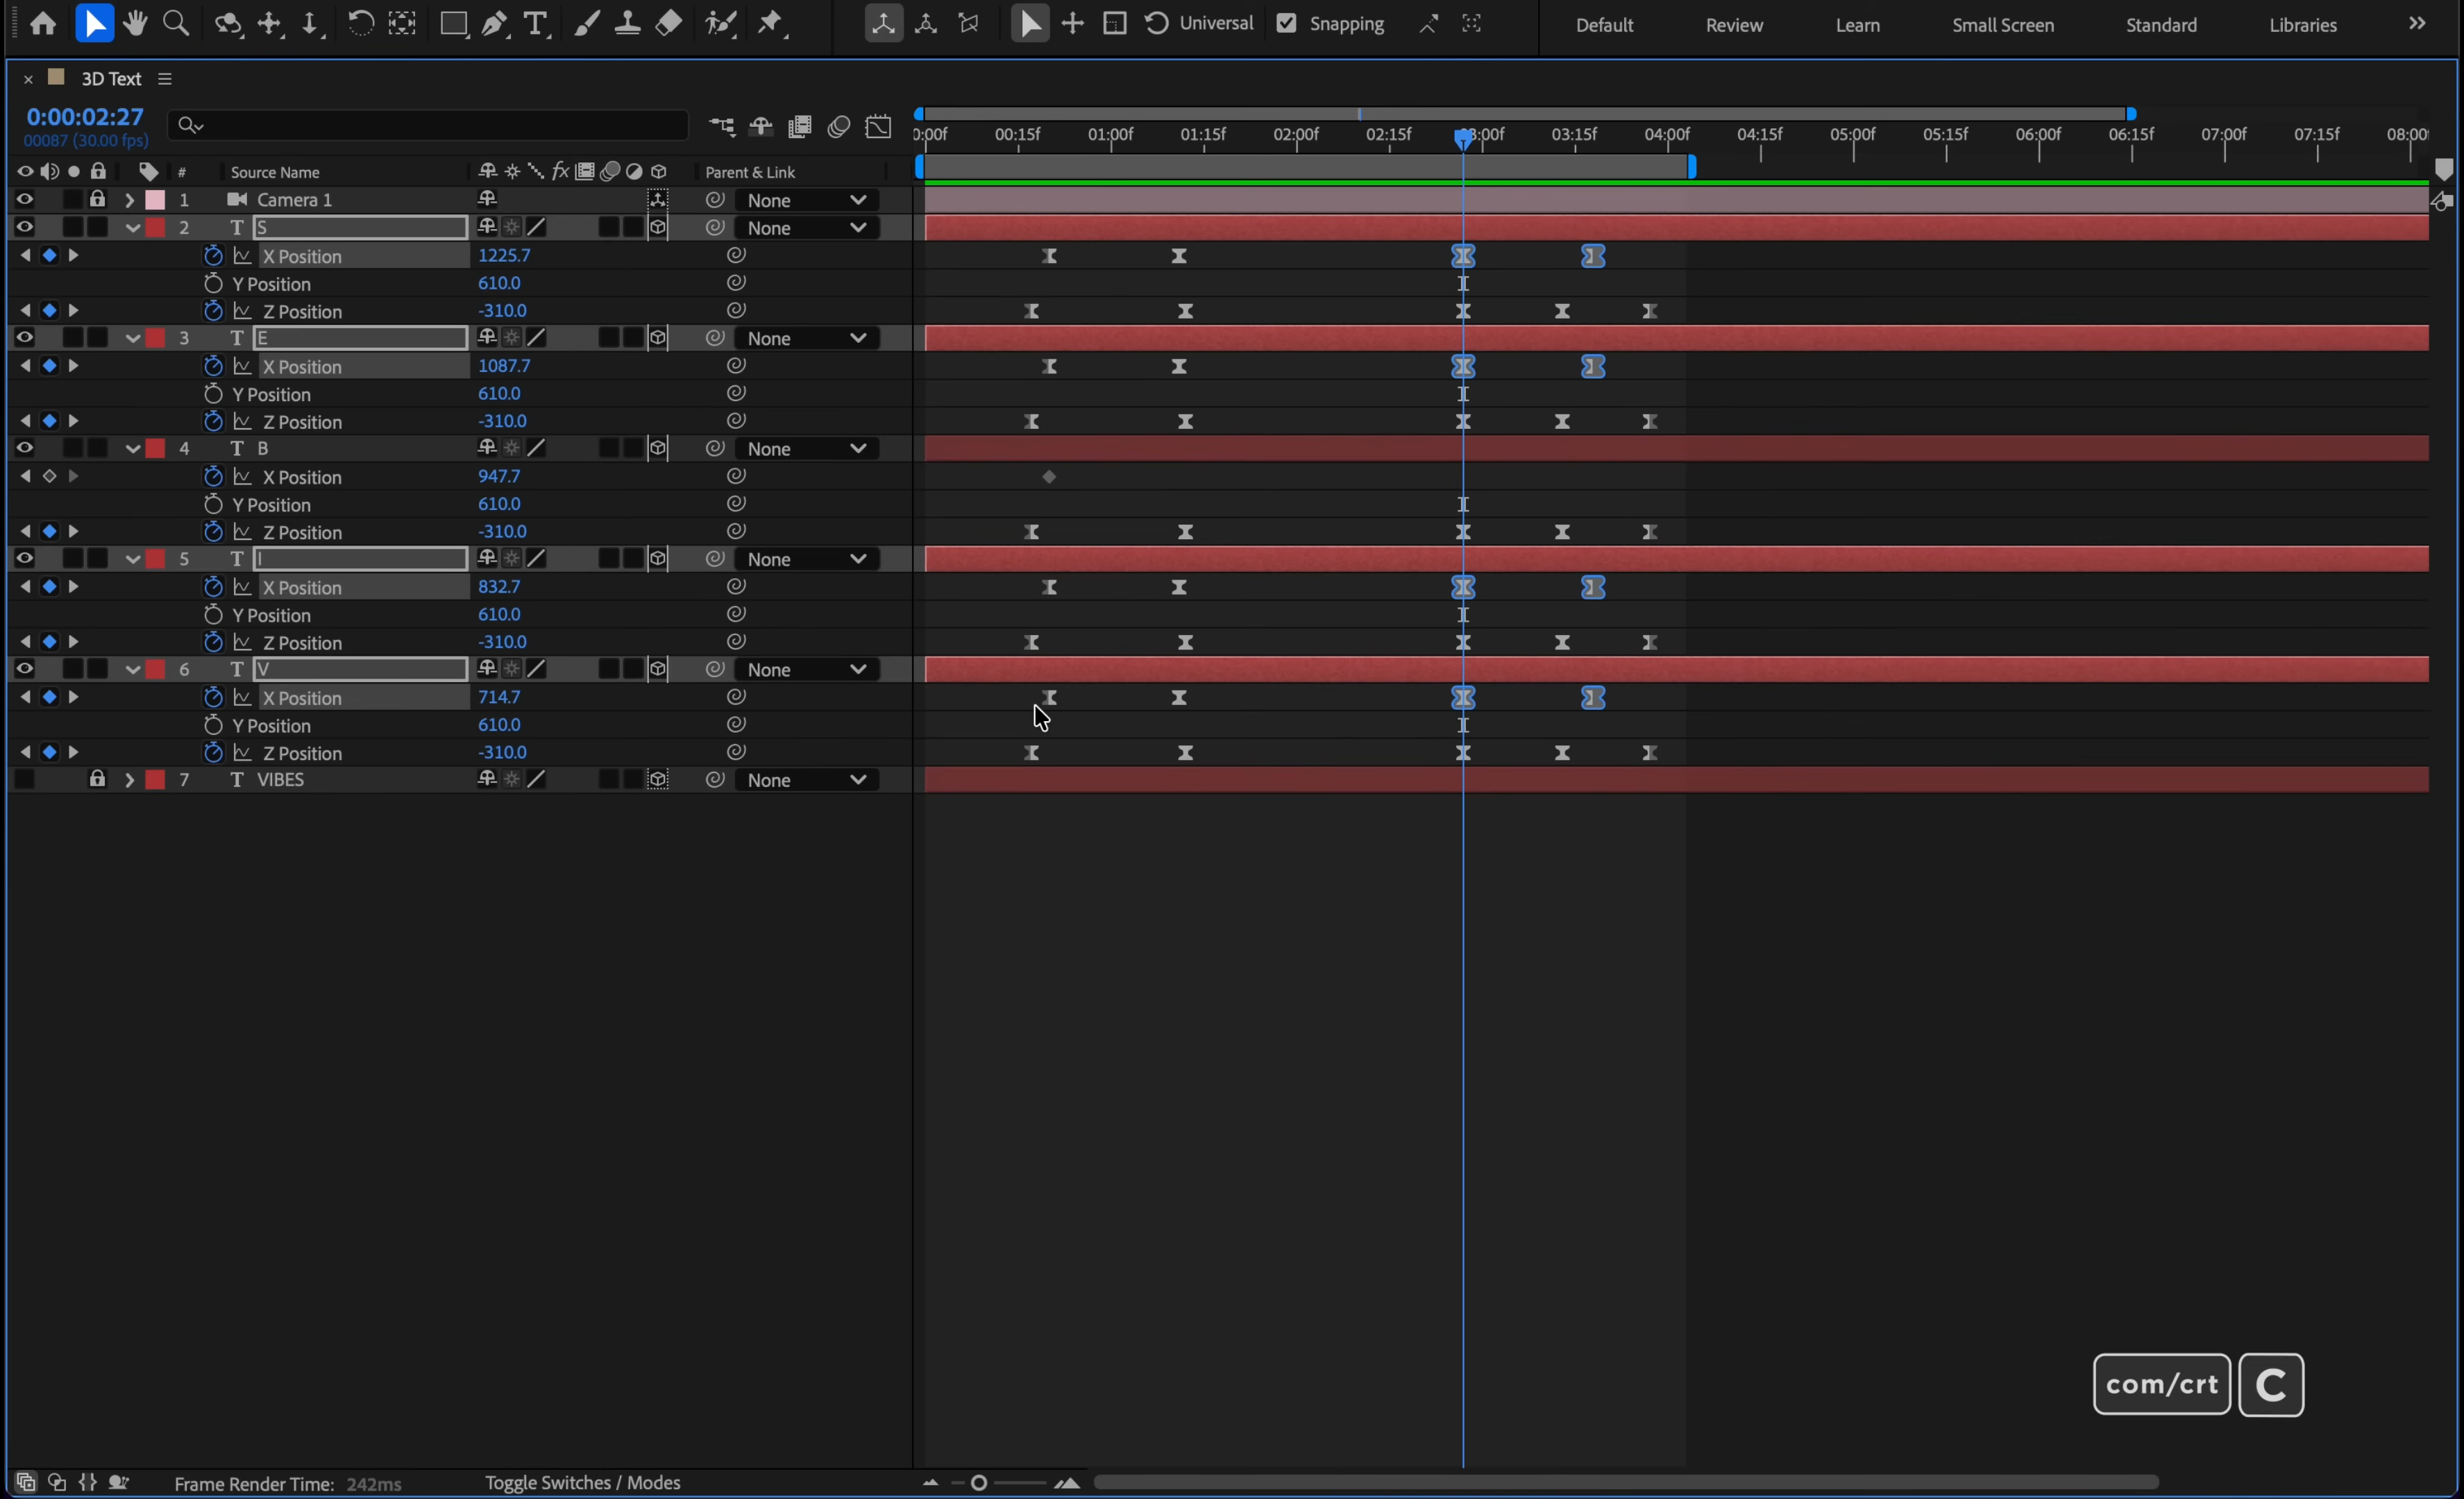 Universal Snapping Default Review Learn Small Screen Standard Libraries
3D Text
0:00:02:27
00087 (30.00 fps)
0:00f 00:15f 01:00f 01:15f 02:00f 02:15f 03:00f 03:15f 04:00f 04:15f 05:00f 05:15f 06:00f 06:15f 07:00f 07:15f 08:00f
# Source Name fx Parent & Link
1 Camera 1 None
2 T S None
X Position 1225.7
Y Position 610.0
Z Position -310.0
3 T E None
X Position 1087.7
Y Position 610.0
Z Position -310.0
4 T B None
X Position 947.7
Y Position 610.0
Z Position -310.0
5 T I None
X Position 832.7
Y Position 610.0
Z Position -310.0
6 T V None
X Position 714.7
Y Position 610.0
Z Position -310.0
7 T VIBES None
com/crt C
Frame Render Time: 242ms Toggle Switches / Modes